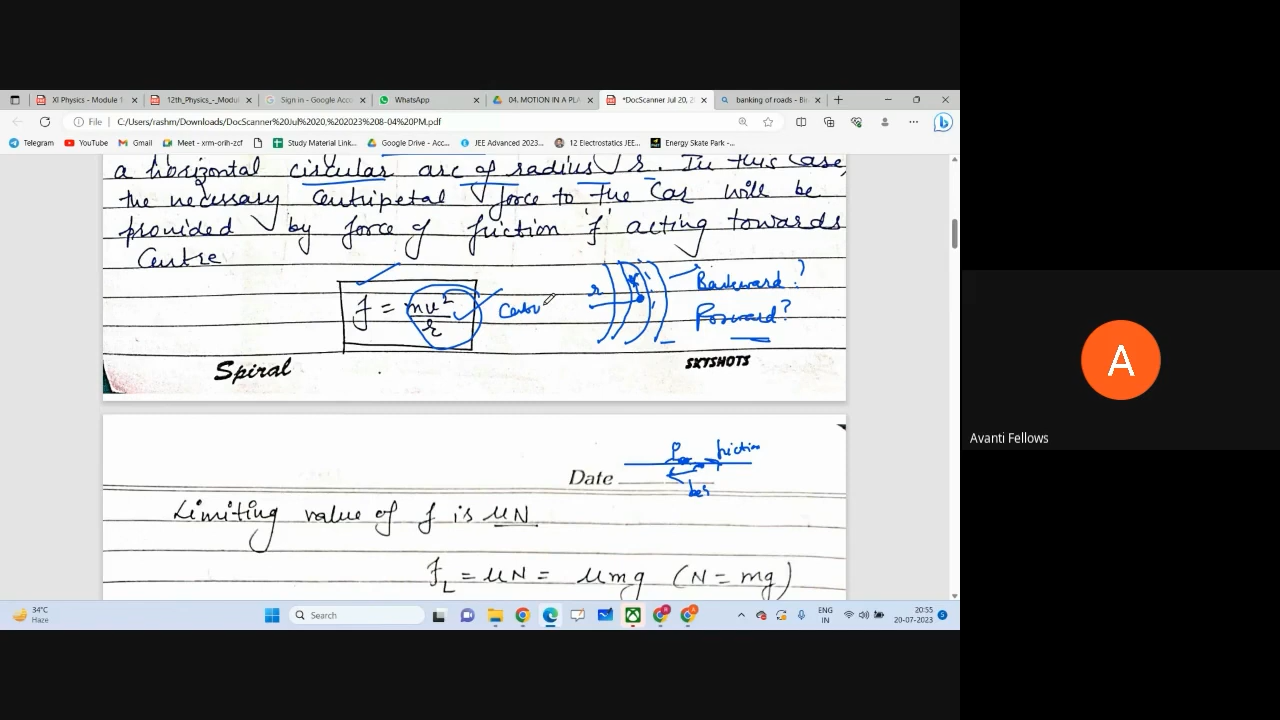 XI Physics - Module 1
12th_Physics_-_Modu
Sign in - Google Acco
WhatsApp
04. MOTION IN A PLA
*DocScanner Jul 20, 2
banking of roads - Bi
File
C:/Users/rashm/Downloads/DocScanner%20Jul%2020,%202023%208-04%20PM.pdf
Telegram
YouTube
Gmail
Meet - xrm-orih-zcf
Study Material Link...
Google Drive - Acc...
JEE Advanced 2023...
12 Electrostatics JEE...
Energy Skate Park -...
a horizontal circular arc of radius r. In this case,
the necessary centripetal force to the car will be
provided by force of friction 'f' acting towards
Centre
f = mv²/r
Centr
r
f
Backward?
Forward?
Spiral
SKYSHOTS
friction
Date
Limiting value of f is μN
f_L = μN = μmg (N = mg)
A
Avanti Fellows
34°C
Haze
Search
ENG
IN
20:55
20-07-2023
5